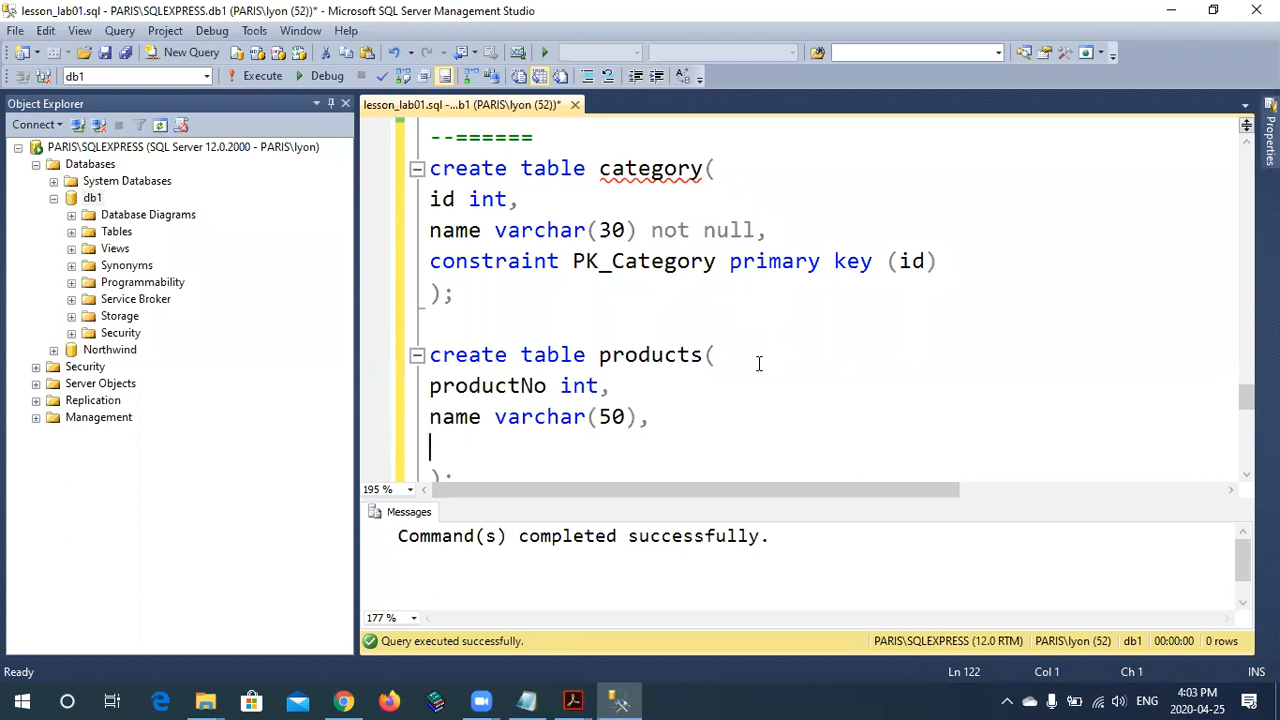 lesson_lab01.sql - PARIS\SQLEXPRESS.db1 (PARIS\lyon (52))* - Microsoft SQL Server Management Studio
File Edit View Query Project Debug Tools Window Help
New Query
db1 Execute Debug
Object Explorer
lesson_lab01.sql -...b1 (PARIS\lyon (52))*
Connect
PARIS\SQLEXPRESS (SQL Server 12.0.2000 - PARIS\lyon)
Databases
System Databases
db1
Database Diagrams
Tables
Views
Synonyms
Programmability
Service Broker
Storage
Security
Northwind
Security
Server Objects
Replication
Management
--======
create table category(
id int,
name varchar(30) not null,
constraint PK_Category primary key (id)
);
create table products(
productNo int,
name varchar(50),
);
195 %
Messages
Command(s) completed successfully.
177 %
Query executed successfully. PARIS\SQLEXPRESS (12.0 RTM) PARIS\lyon (52) db1 00:00:00 0 rows
Properties
Ready Ln 122 Col 1 Ch 1 INS
ENG 4:03 PM
2020-04-25